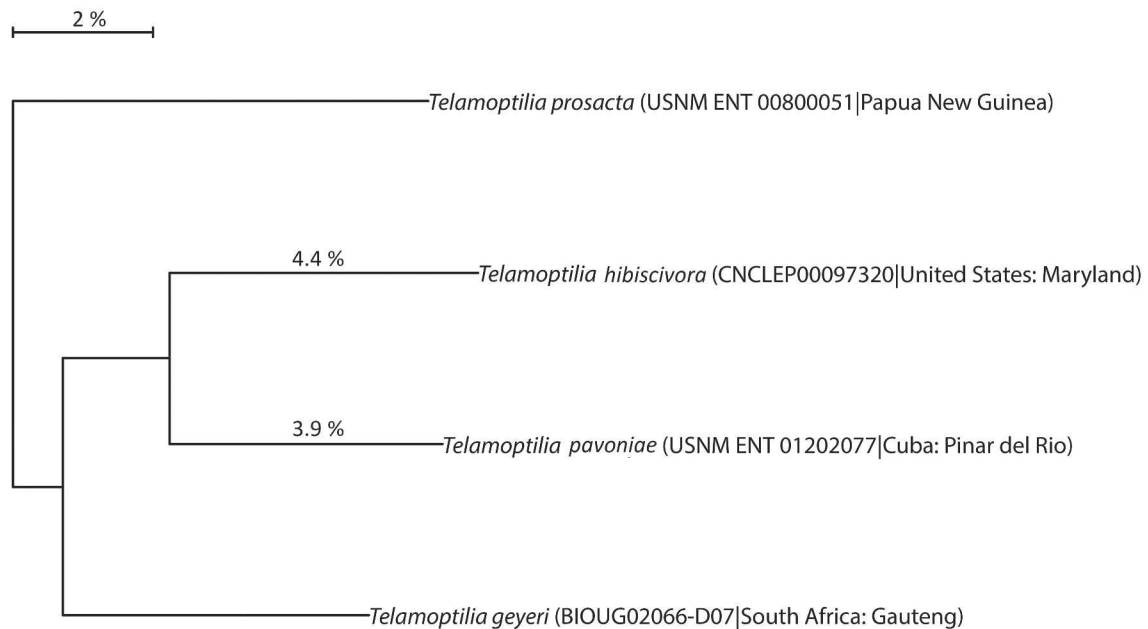 2 %
Telamoptilia prosacta (USNM ENT 00800051|Papua New Guinea)
4.4 %
Telamoptilia hibiscivora (CNCLEP00097320|United States: Maryland)
3.9 %
Telamoptilia pavoniae (USNM ENT 01202077|Cuba: Pinar del Rio)
Telamoptilia geyeri (BIOUG02066-D07|South Africa: Gauteng)